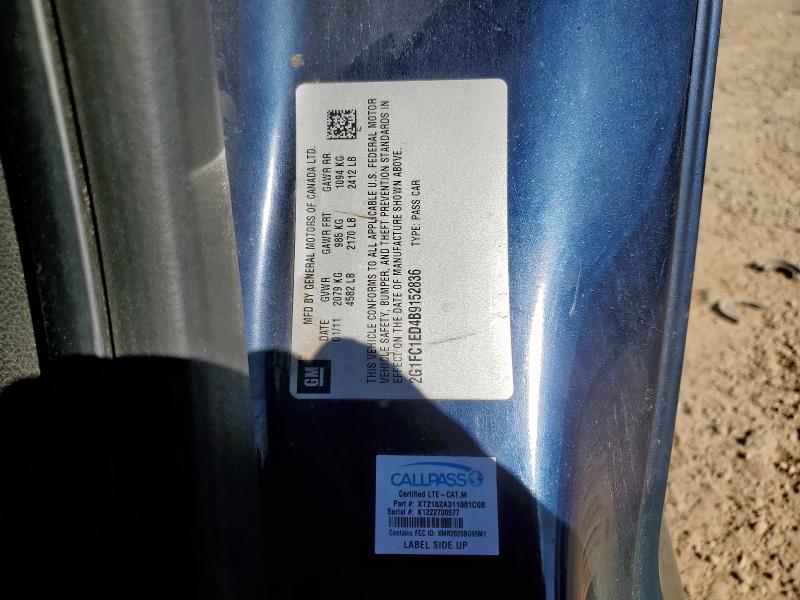 GM
MFD BY GENERAL MOTORS OF CANADA LTD.
DATE GVWR GAWR FRT GAWR RR
01/11 2079 KG 985 KG 1094 KG
4582 LB 2170 LB 2412 LB
THIS VEHICLE CONFORMS TO ALL APPLICABLE U.S. FEDERAL MOTOR
VEHICLE SAFETY, BUMPER, AND THEFT PREVENTION STANDARDS IN
EFFECT ON THE DATE OF MANUFACTURE SHOWN ABOVE.
2G1FC1ED4B9152836 TYPE: PASS CAR
CALLPASS
Certified LTE-CAT.M
Part #: XT2162A311001C0B
Serial #: K1222700577
Contains FCC ID: XMR2020BG95M1
LABEL SIDE UP